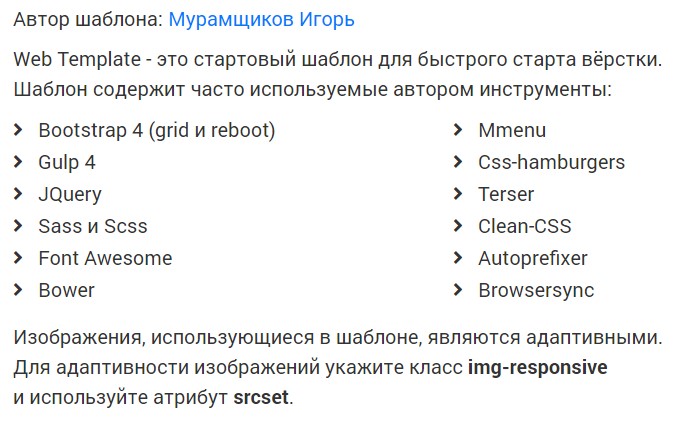 Автор шаблона: Мурамщиков Игорь
Web Template - это стартовый шаблон для быстрого старта вёрстки.
Шаблон содержит часто используемые автором инструменты:
Bootstrap 4 (grid и reboot)
Gulp 4
JQuery
Sass и Scss
Font Awesome
Bower
Mmenu
Css-hamburgers
Terser
Clean-CSS
Autoprefixer
Browsersync
Изображения, использующиеся в шаблоне, являются адаптивными.
Для адаптивности изображений укажите класс img-responsive
и используйте атрибут srcset.